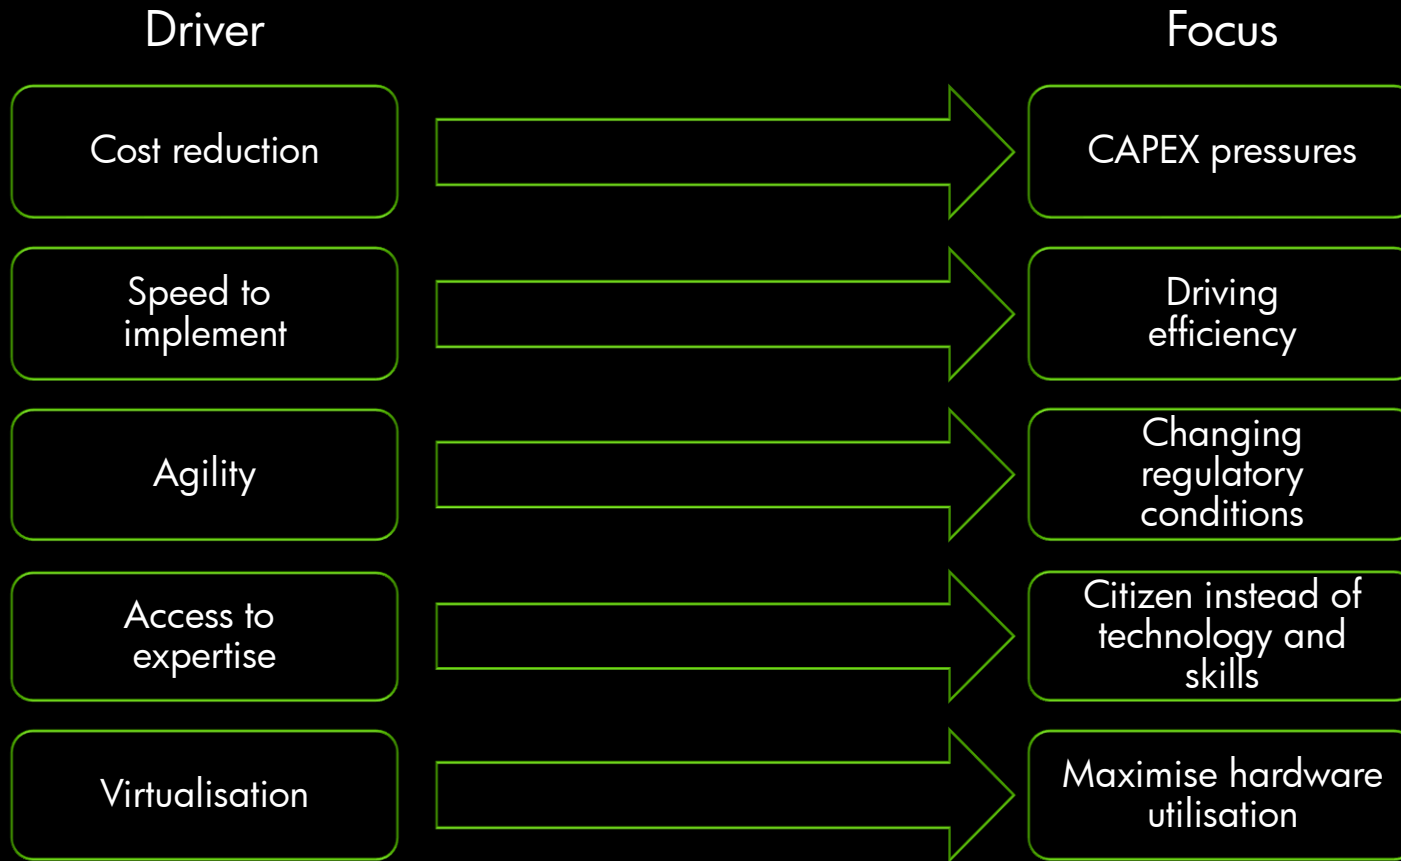 Driver
Focus
Cost reduction
CAPEX pressures
Speed to
implement
Driving
efficiency
Agility
Changing
regulatory
conditions
Access to
expertise
Citizen instead of
technology and
skills
Virtualisation
Maximise hardware
utilisation